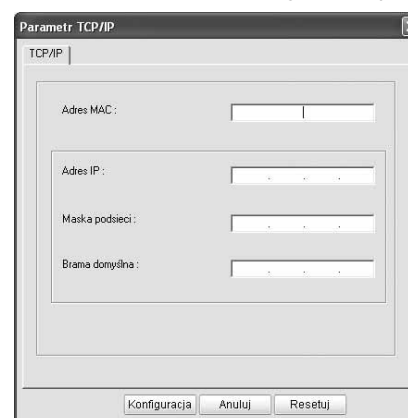 Parametr TCP/IP
TCP/IP
Adres MAC :
Adres IP :
Maska podsieci :
Brama domyślna :
Konfiguracja Anuluj Resetuj